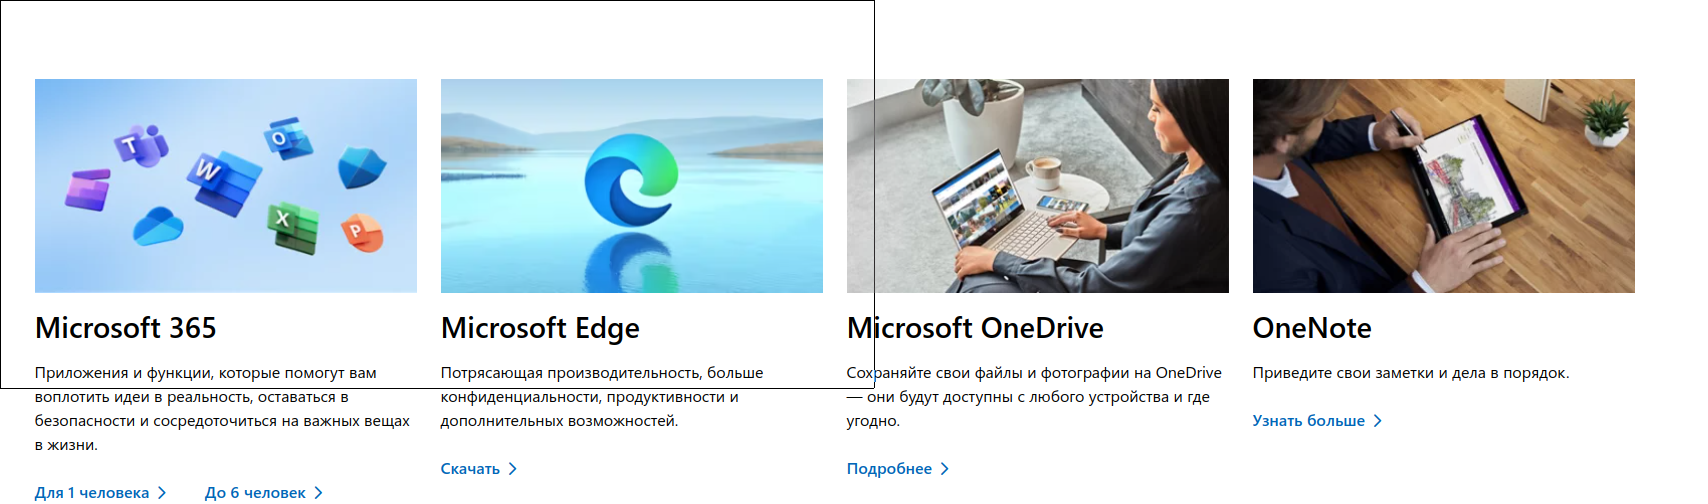 Microsoft 365
Приложения и функции, которые помогут вам
воплотить идеи в реальность, оставаться в
безопасности и сосредоточиться на важных вещах
в жизни.
Для 1 человека
До 6 человек
Microsoft Edge
Потрясающая производительность, больше
конфиденциальности, продуктивности и
дополнительных возможностей.
Скачать
Microsoft OneDrive
Сохраняйте свои файлы и фотографии на OneDrive
— они будут доступны с любого устройства и где
угодно.
Подробнее
OneNote
Приведите свои заметки и дела в порядок.
Узнать больше
T
O
W
X
P